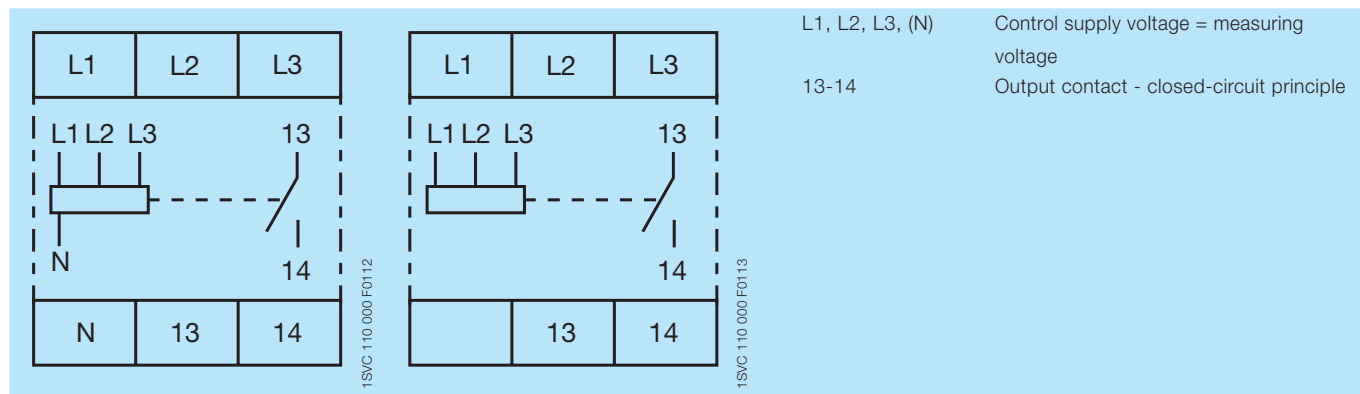 L1 L2 L3
L1 L2 L3 13
N 14
N 13 14
1SVC 110 000 F0112
L1 L2 L3
L1 L2 L3 13
14
13 14
1SVC 110 000 F0113
L1, L2, L3, (N) Control supply voltage = measuring
voltage
13-14 Output contact - closed-circuit principle